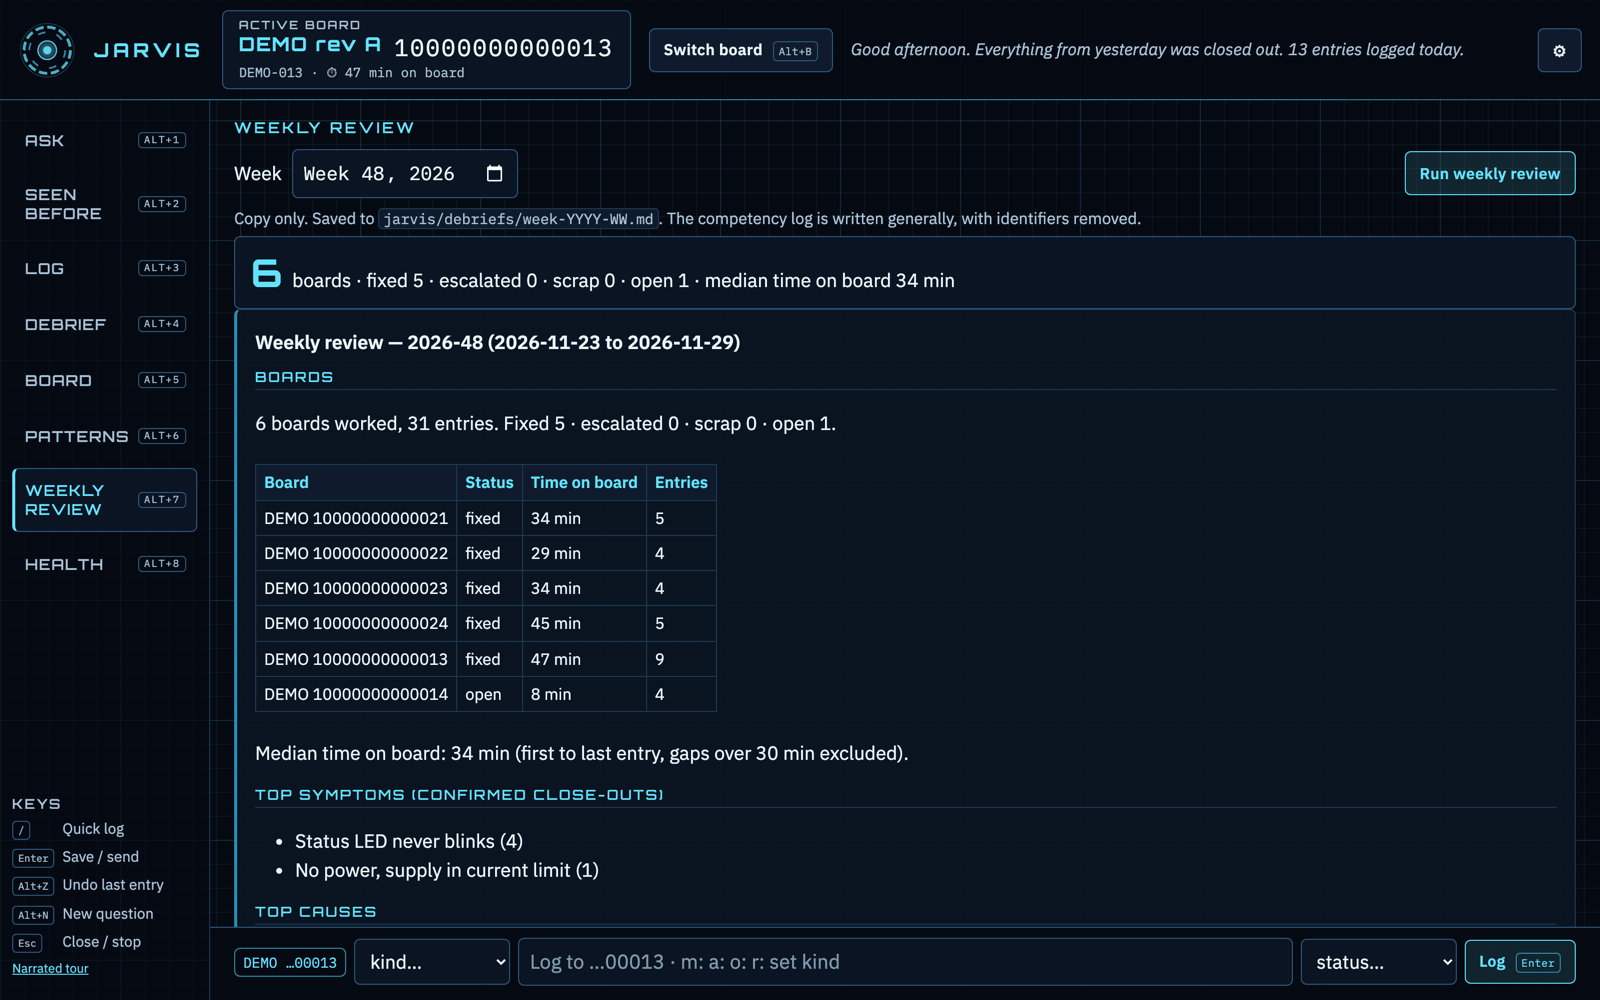 JARVIS
ACTIVE BOARD
DEMO rev A 10000000000013
DEMO-013 · ⏱ 47 min on board
Switch board Alt+B
Good afternoon. Everything from yesterday was closed out. 13 entries logged today.
⚙
ASK ALT+1
SEEN BEFORE ALT+2
LOG ALT+3
DEBRIEF ALT+4
BOARD ALT+5
PATTERNS ALT+6
WEEKLY REVIEW ALT+7
HEALTH ALT+8
KEYS
/ Quick log
Enter Save / send
Alt+Z Undo last entry
Alt+N New question
Esc Close / stop
Narrated tour
WEEKLY REVIEW
Week Week 48, 2026
Run weekly review
Copy only. Saved to jarvis/debriefs/week-YYYY-WW.md. The competency log is written generally, with identifiers removed.
6 boards · fixed 5 · escalated 0 · scrap 0 · open 1 · median time on board 34 min
Weekly review — 2026-48 (2026-11-23 to 2026-11-29)
BOARDS
6 boards worked, 31 entries. Fixed 5 · escalated 0 · scrap 0 · open 1.
Board Status Time on board Entries
DEMO 10000000000021 fixed 34 min 5
DEMO 10000000000022 fixed 29 min 4
DEMO 10000000000023 fixed 34 min 4
DEMO 10000000000024 fixed 45 min 5
DEMO 10000000000013 fixed 47 min 9
DEMO 10000000000014 open 8 min 4
Median time on board: 34 min (first to last entry, gaps over 30 min excluded).
TOP SYMPTOMS (CONFIRMED CLOSE-OUTS)
• Status LED never blinks (4)
• No power, supply in current limit (1)
TOP CAUSES
DEMO …00013 kind... Log to ...00013 · m: a: o: r: set kind status... Log Enter